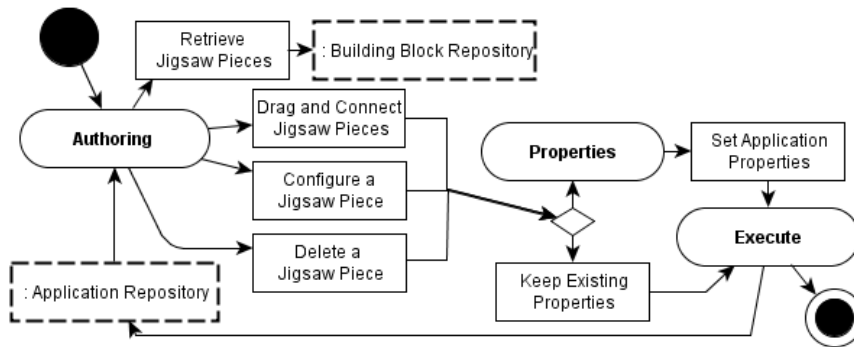 Retrieve
Jigsaw Pieces
: Building Block Repository
Authoring
Drag and Connect
Jigsaw Pieces
Configure a
Jigsaw Piece
Delete a
Jigsaw Piece
: Application Repository
Properties
Set Application
Properties
Keep Existing
Properties
Execute